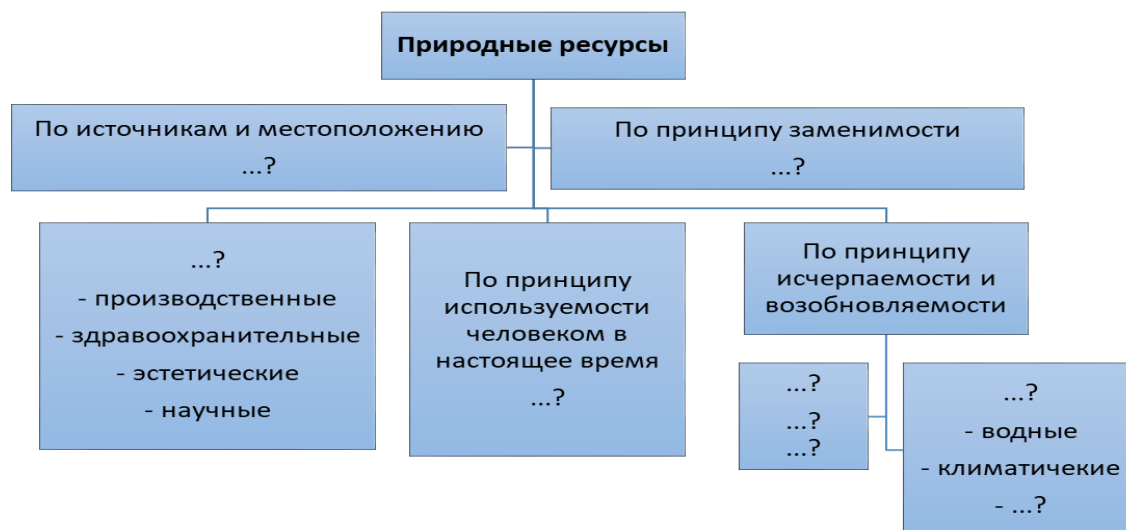 Природные ресурсы
По источникам и местоположению
...?
По принципу заменимости
...?
...?
- производственные
- здравоохранительные
- эстетические
- научные
По принципу
используемости
человеком в
настоящее время
...?
По принципу
исчерпаемости и
возобновляемости
...?
...?
...?
...?
- водные
- климатичекие
- ...?